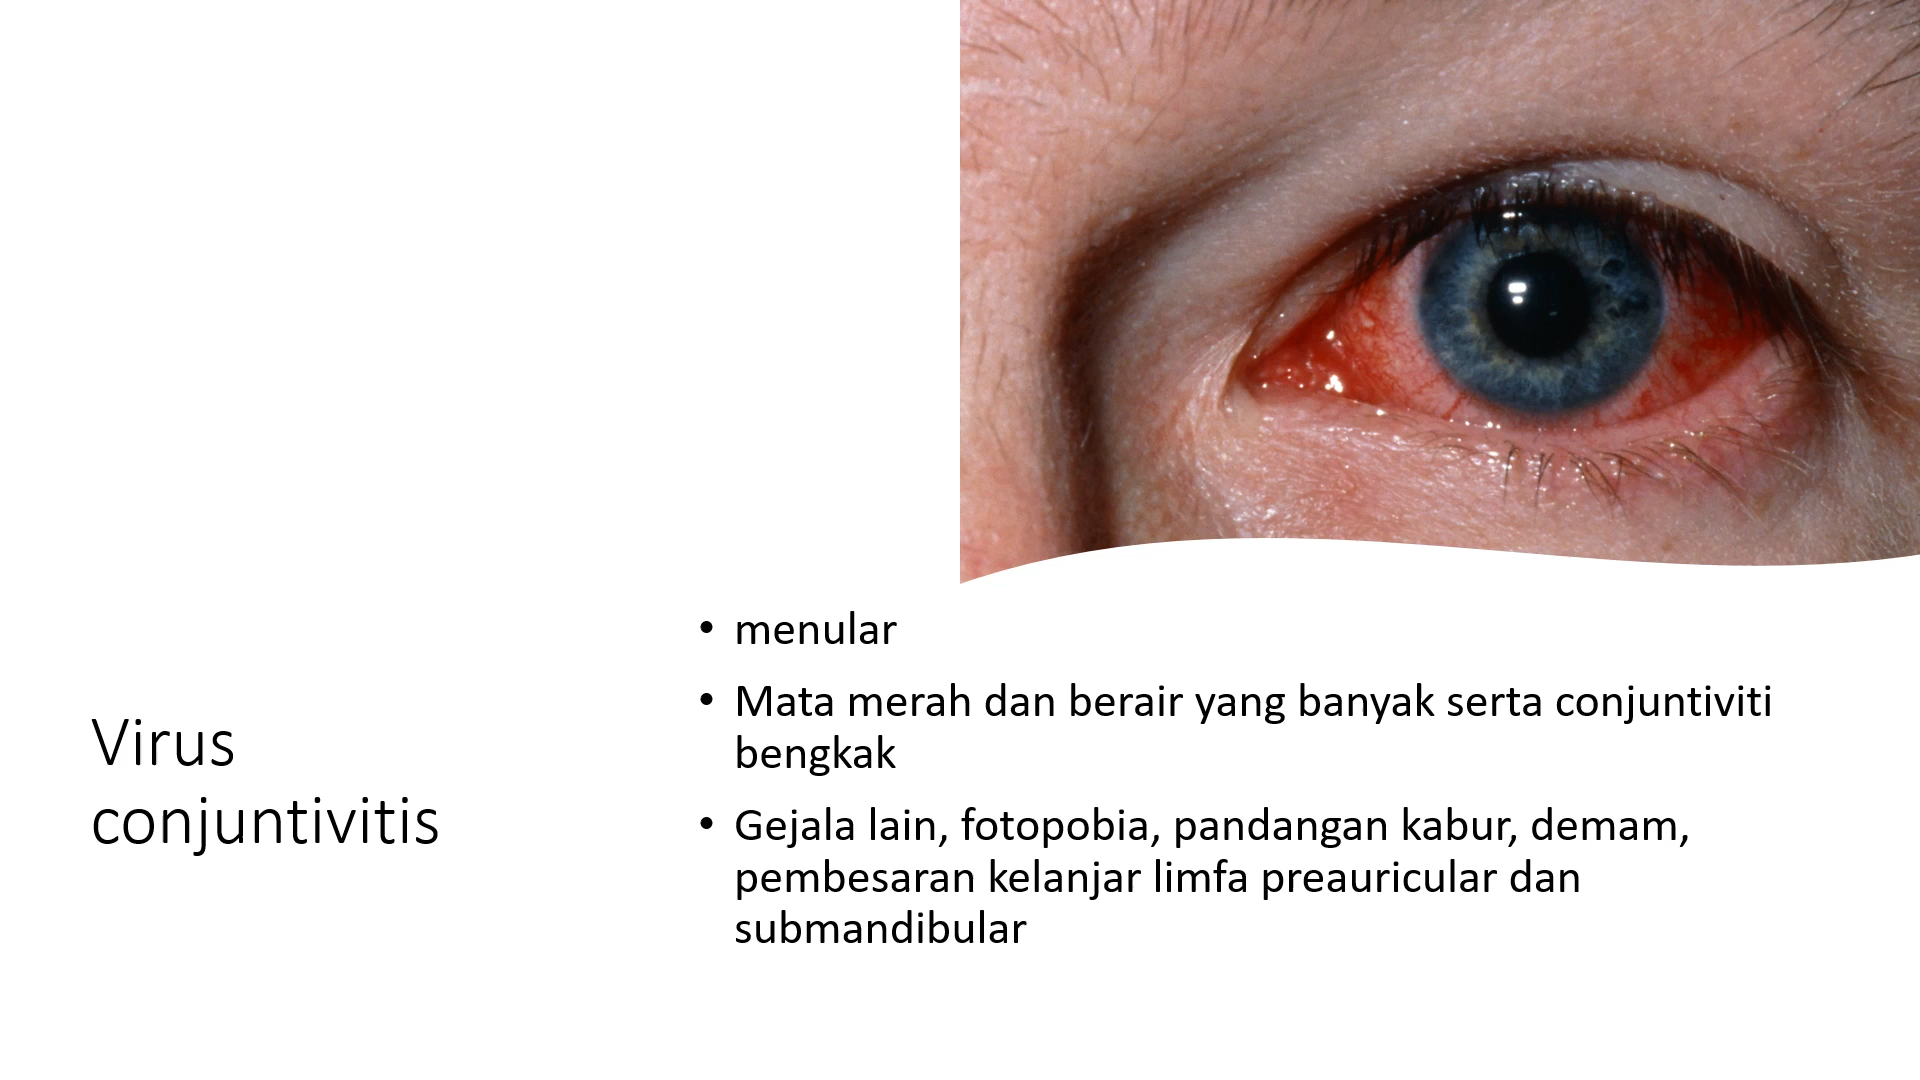 Virus
conjuntivitis
• menular
• Mata merah dan berair yang banyak serta conjuntiviti
bengkak
• Gejala lain, fotopobia, pandangan kabur, demam,
pembesaran kelanjar limfa preauricular dan
submandibular